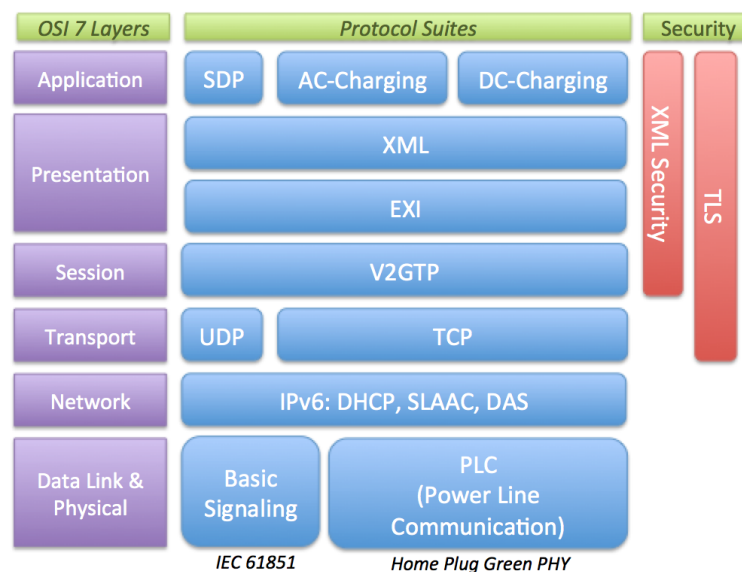 OSI 7 Layers
Protocol Suites
Security
Application
SDP
AC-Charging
DC-Charging
XML Security
TLS
Presentation
XML
EXI
Session
V2GTP
Transport
UDP
TCP
Network
IPv6: DHCP, SLAAC, DAS
Data Link &
Physical
Basic
Signaling
PLC
(Power Line
Communication)
IEC 61851
Home Plug Green PHY